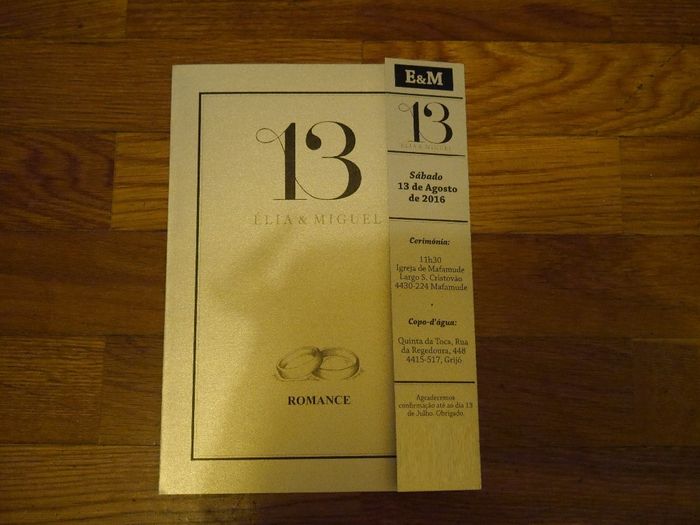 13
ÉLIA & MIGUEL
ROMANCE
E&M
13
ÉLIA & MIGUEL
Sábado
13 de Agosto
de 2016
Cerimónia:
11h30
Igreja de Mafamude
Largo S. Cristovão
4430-224 Mafamude
Copo-d'água:
Quinta da Toca, Rua
da Regedoura, 448
4415-517, Grijó
Agradecemos
confirmação até ao dia 13
de Julho. Obrigado.